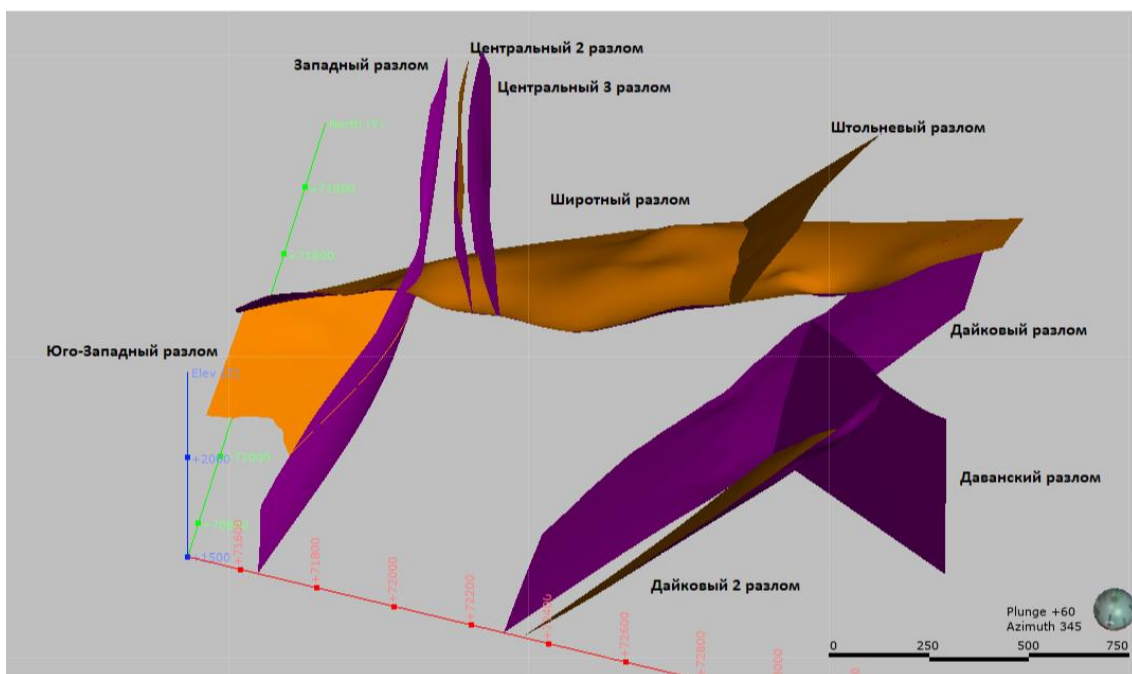 Центральный 2 разлом
Западный разлом
Центральный 3 разлом
Штольневый разлом
Широтный разлом
+71800
+71600
Дайковый разлом
Юго-Западный разлом
+2000
+1500
+71600
+71800
+72000
+72200
Даванский разлом
Дайковый 2 разлом
+72600
+72800
Plunge +60
Azimuth 345
0 250 500 750